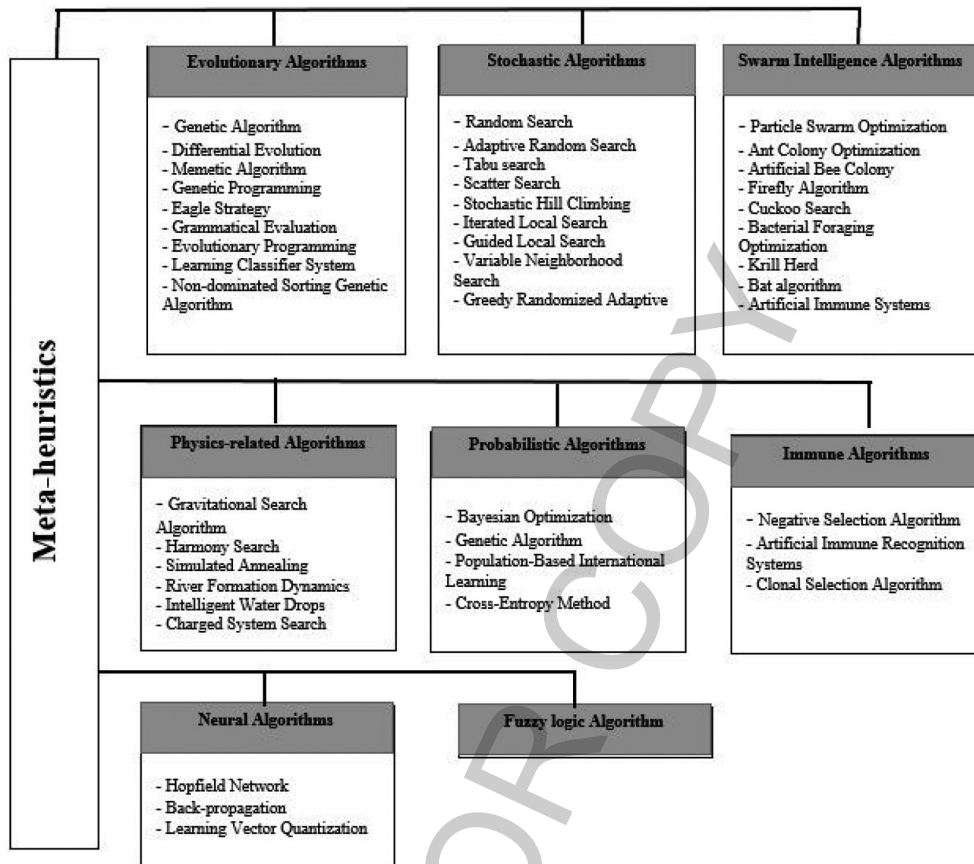 Meta-heuristics
Evolutionary Algorithms
- Genetic Algorithm
- Differential Evolution
- Memetic Algorithm
- Genetic Programming
- Eagle Strategy
- Grammatical Evaluation
- Evolutionary Programming
- Learning Classifier System
- Non-dominated Sorting Genetic
Algorithm
Stochastic Algorithms
- Random Search
- Adaptive Random Search
- Tabu search
- Scatter Search
- Stochastic Hill Climbing
- Iterated Local Search
- Guided Local Search
- Variable Neighborhood
Search
- Greedy Randomized Adaptive
Swarm Intelligence Algorithms
- Particle Swarm Optimization
- Ant Colony Optimization
- Artificial Bee Colony
- Firefly Algorithm
- Cuckoo Search
- Bacterial Foraging
Optimization
- Krill Herd
- Bat algorithm
- Artificial Immune Systems
Physics-related Algorithms
- Gravitational Search
Algorithm
- Harmony Search
- Simulated Annealing
- River Formation Dynamics
- Intelligent Water Drops
- Charged System Search
Probabilistic Algorithms
- Bayesian Optimization
- Genetic Algorithm
- Population-Based International
Learning
- Cross-Entropy Method
Immune Algorithms
- Negative Selection Algorithm
- Artificial Immune Recognition
Systems
- Clonal Selection Algorithm
Neural Algorithms
- Hopfield Network
- Back-propagation
- Learning Vector Quantization
Fuzzy logic Algorithm
OR COPY